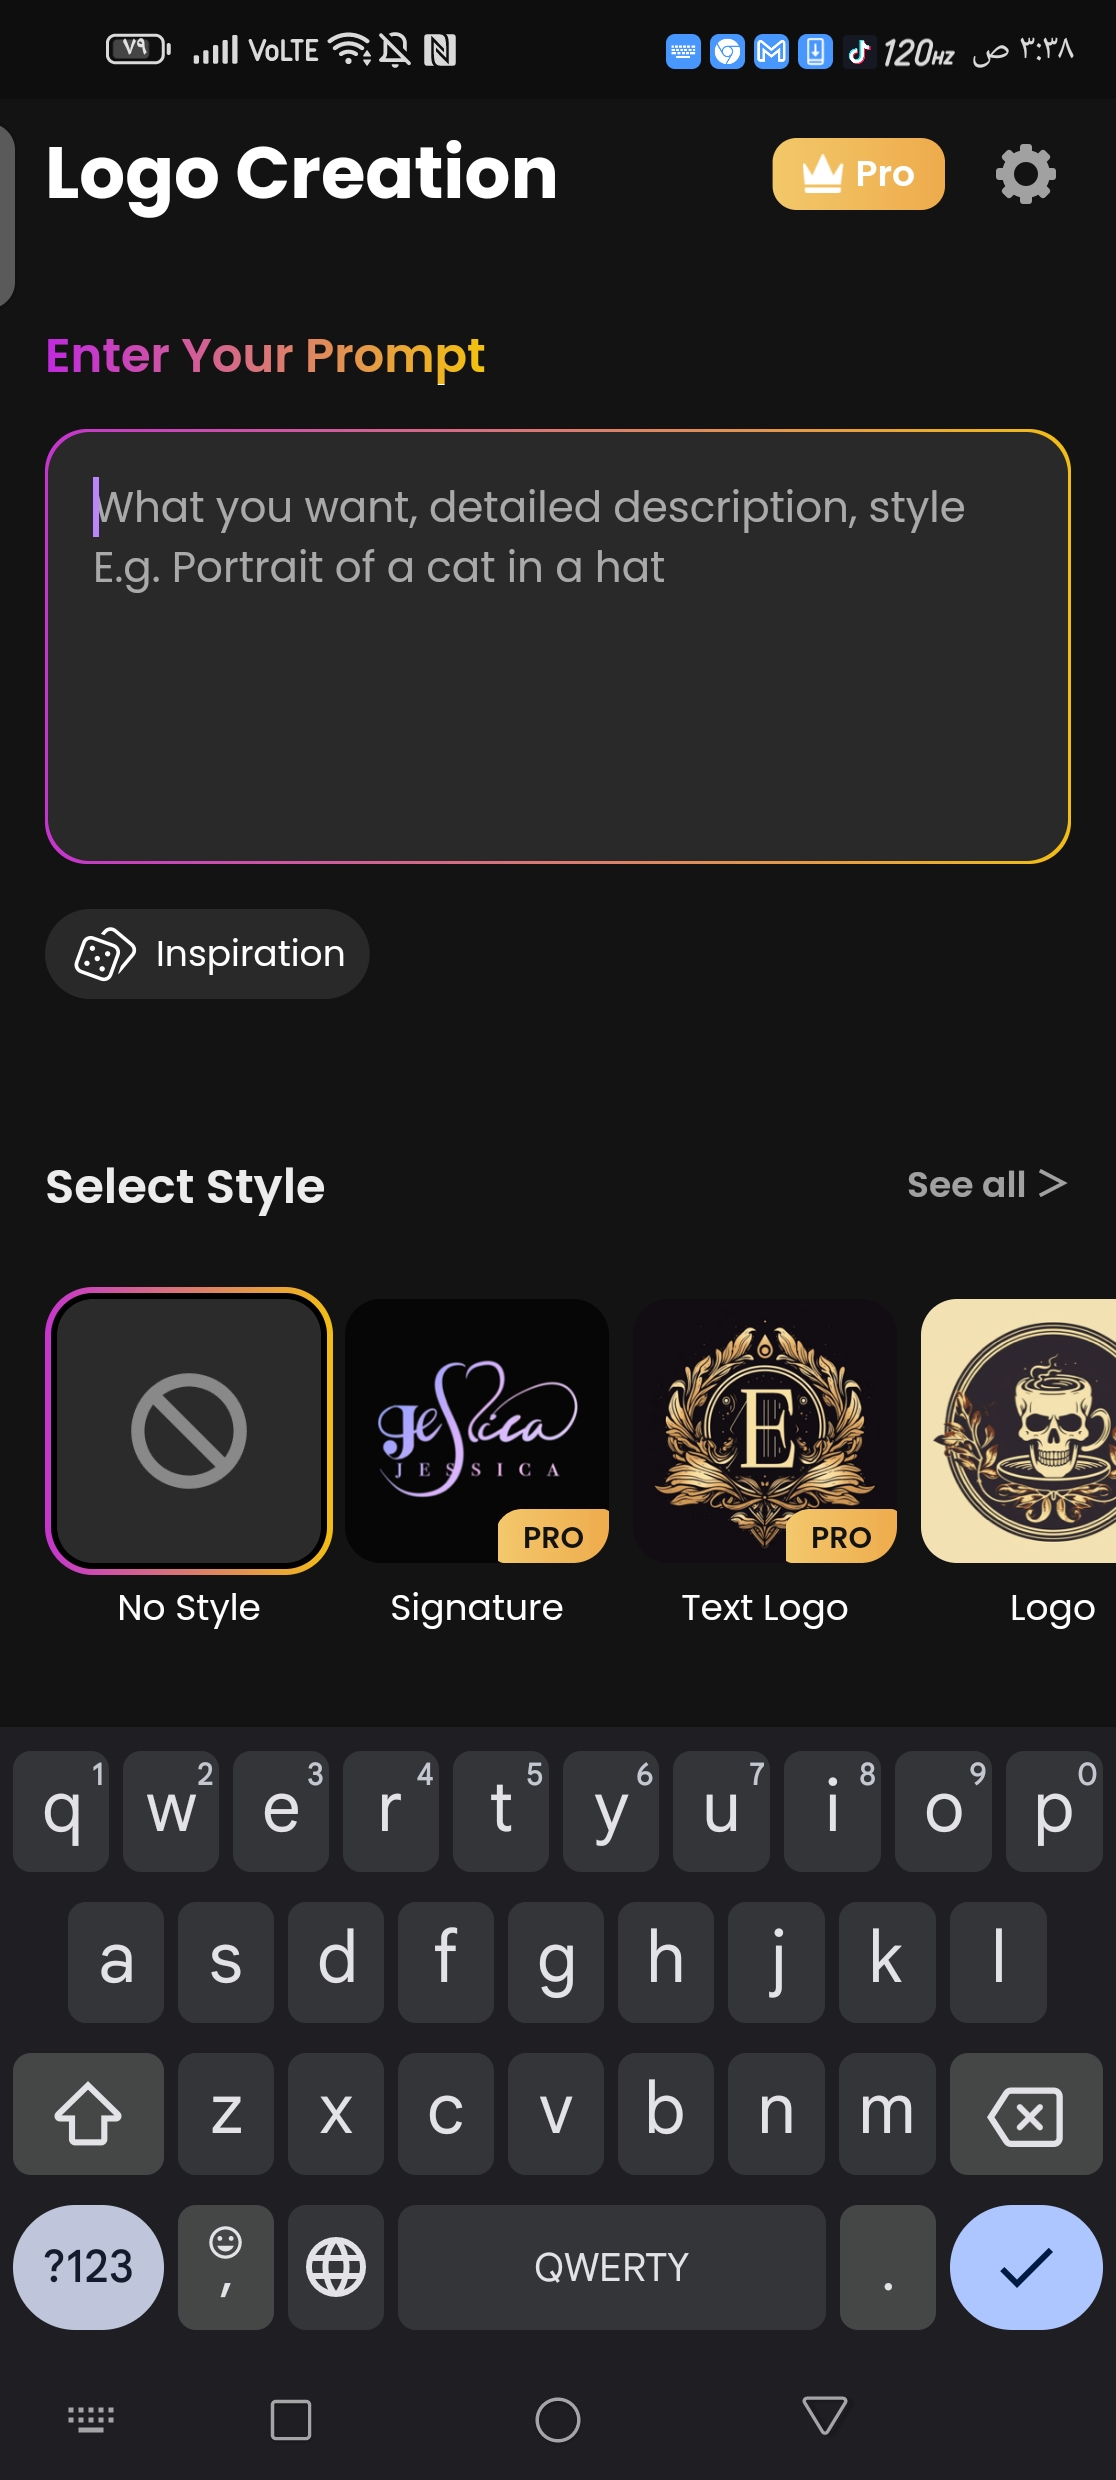 ٧٩ VoLTE 120HZ ٣:٣٨ ص
Logo Creation
Pro
Enter Your Prompt
What you want, detailed description, style
E.g. Portrait of a cat in a hat
Inspiration
Select Style
See all >
Jessica
JESSICA
PRO
E
PRO
No Style
Signature
Text Logo
Logo
q 1 w 2 e 3 r 4 t 5 y 6 u 7 i 8 o 9 p 0
a s d f g h j k l
z x c v b n m
?123 , QWERTY .